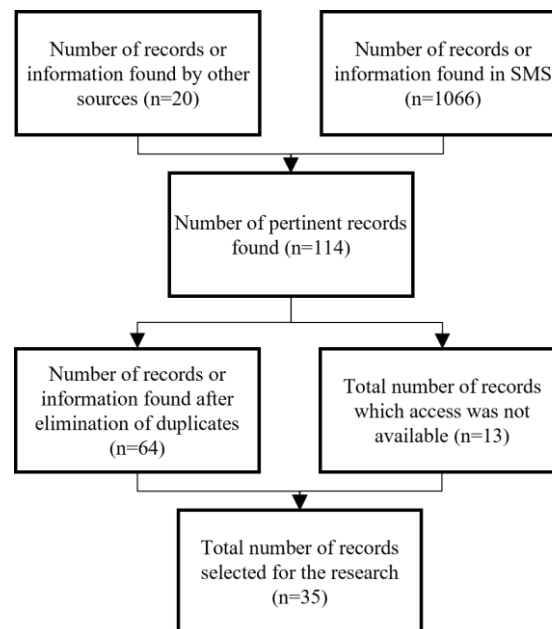 Number of records or
information found by other
sources (n=20)
Number of records or
information found in SMS
(n=1066)
Number of pertinent records
found (n=114)
Number of records or
information found after
elimination of duplicates
(n=64)
Total number of records
which access was not
available (n=13)
Total number of records
selected for the research
(n=35)